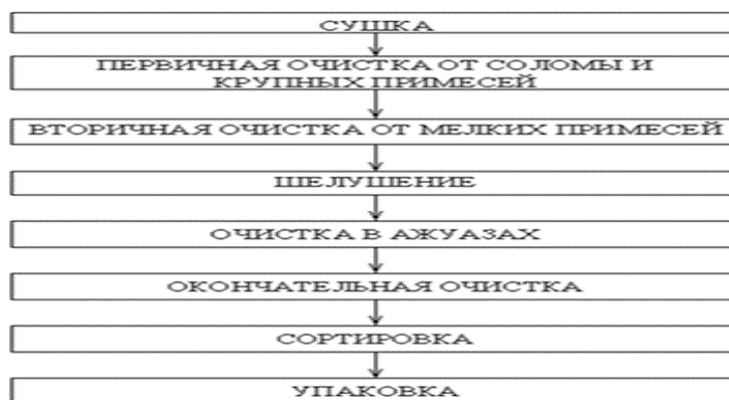 СУШКА
ПЕРВИЧНАЯ ОЧИСТКА ОТ СОЛОМЫ И
КРУПНЫХ ПРИМЕСЕЙ
ВТОРИЧНАЯ ОЧИСТКА ОТ МЕЛКИХ ПРИМЕСЕЙ
ШЕЛУШЕНИЕ
ОЧИСТКА В АЖУАЗАХ
ОКОНЧАТЕЛЬНАЯ ОЧИСТКА
СОРТИРОВКА
УПАКОВКА